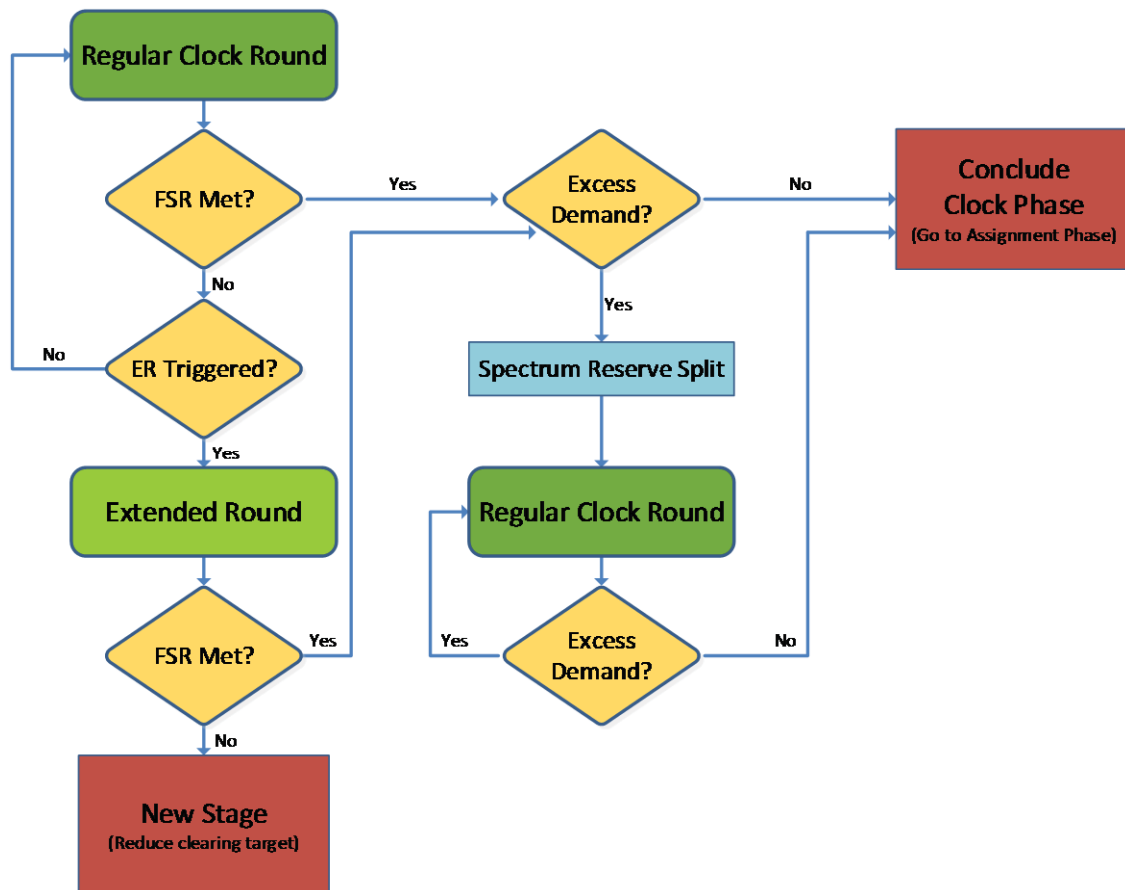 Regular Clock Round
FSR Met?
Yes
Excess
Demand?
No
Conclude
Clock Phase
(Go to Assignment Phase)
No
Yes
ER Triggered?
No
Spectrum Reserve Split
Yes
Extended Round
Regular Clock Round
FSR Met?
Yes
Yes
Excess
Demand?
No
No
New Stage
(Reduce clearing target)